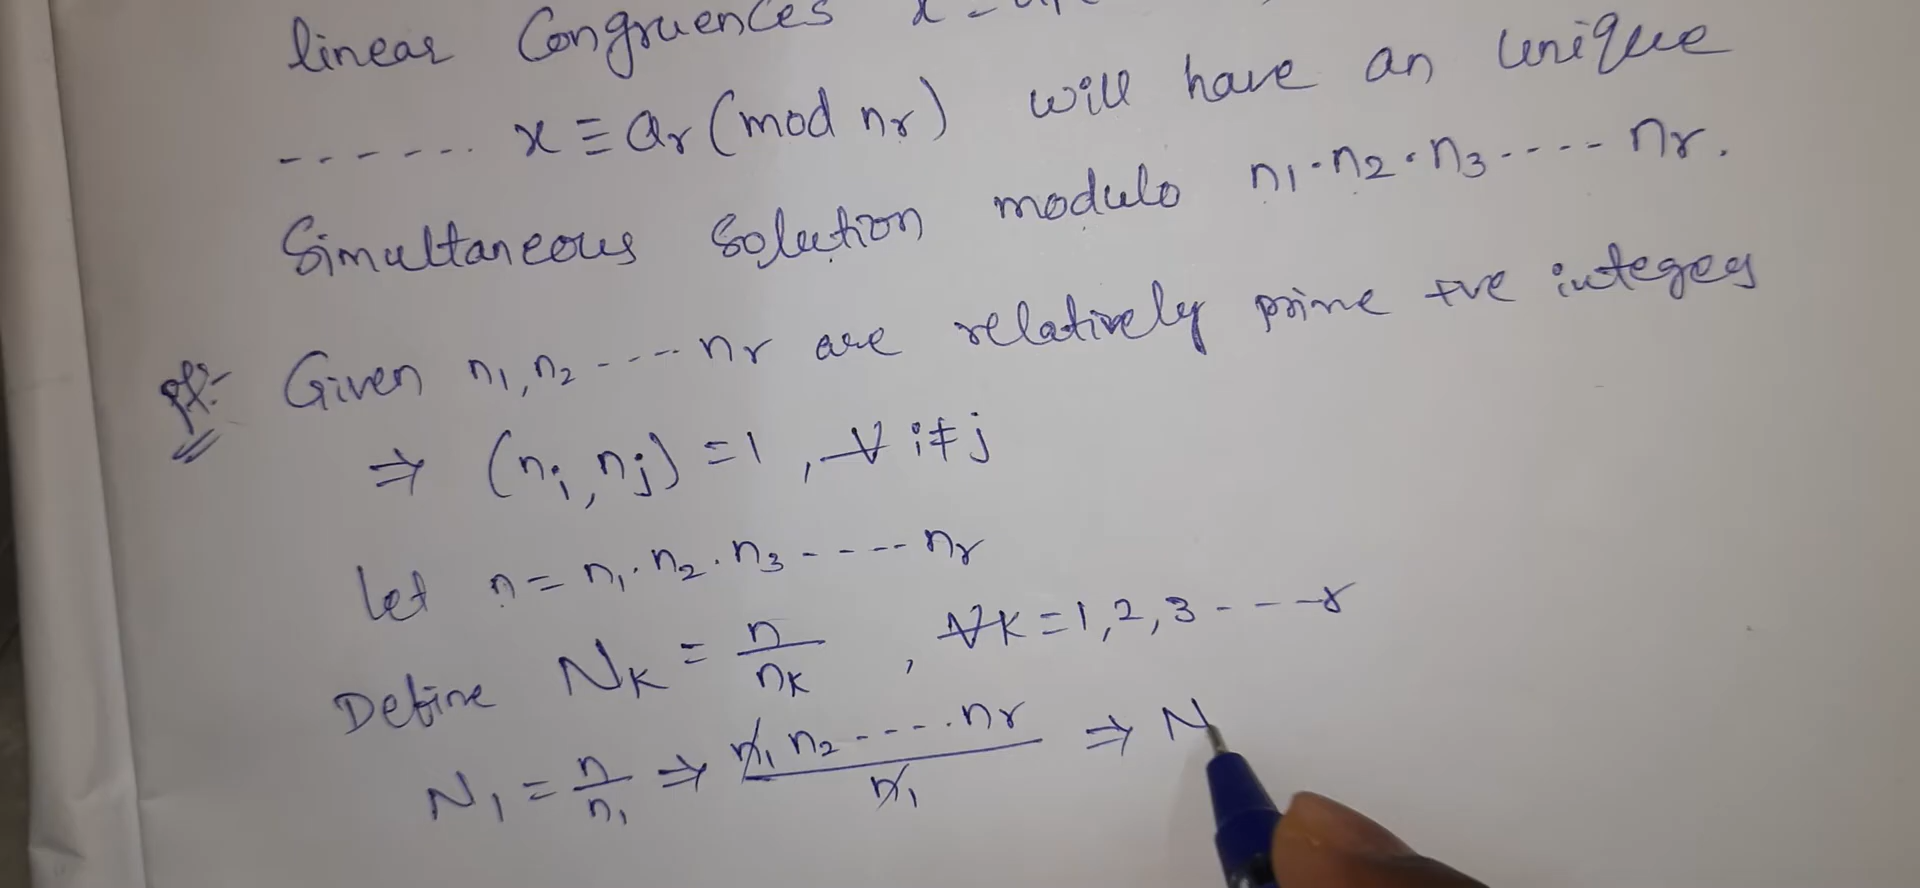 linear Congruences x
------ x ≡ ar (mod nr) will have an unique
Simultaneous Solution modulo n1·n2·n3---- nr.
pf:- Given n1, n2 ---- nr are relatively prime +ve integers
⇒ (ni, nj) = 1, ∀ i≠j
let n = n1·n2·n3 ---- nr
Define NK = n/nK, ∀K = 1, 2, 3 --- r
N1 = n/n1 ⇒ n1 n2 ---- nr/n1 ⇒ N